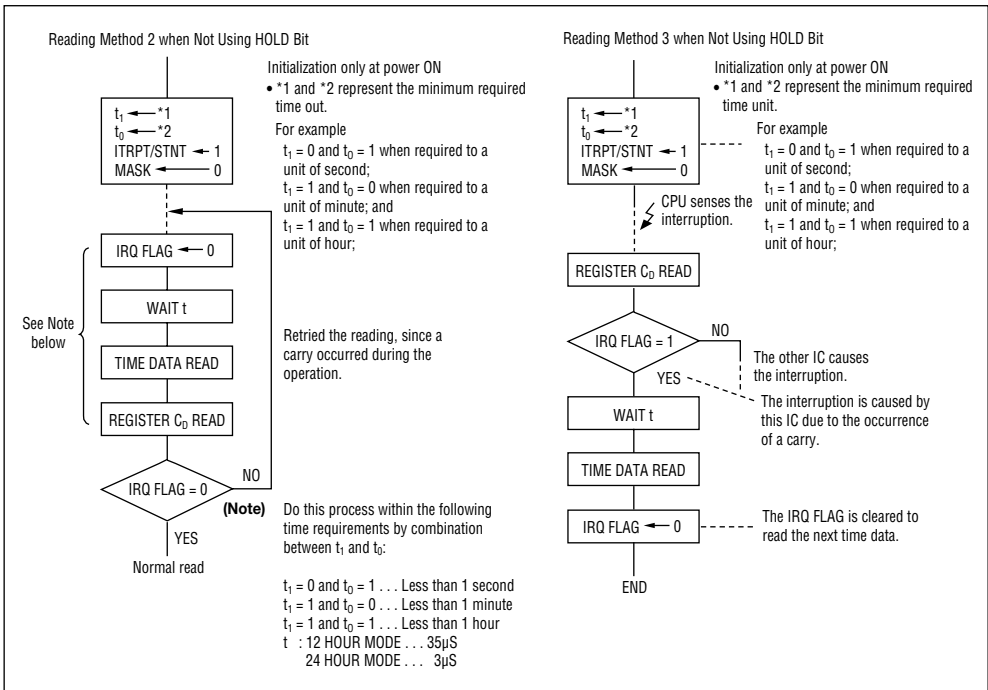 Reading Method 2 when Not Using HOLD Bit
Initialization only at power ON
• *1 and *2 represent the minimum required
time out.
t₁ ← *1
t₀ ← *2
ITRPT/STNT ← 1
MASK ← 0
For example
t₁ = 0 and t₀ = 1 when required to a
unit of second;
t₁ = 1 and t₀ = 0 when required to a
unit of minute; and
t₁ = 1 and t₀ = 1 when required to a
unit of hour;
IRQ FLAG ← 0
WAIT t
See Note
below
TIME DATA READ
REGISTER C_D READ
Retried the reading, since a
carry occurred during the
operation.
IRQ FLAG = 0
NO
YES
Normal read
(Note) Do this process within the following
time requirements by combination
between t₁ and t₀:
t₁ = 0 and t₀ = 1 . . . Less than 1 second
t₁ = 1 and t₀ = 0 . . . Less than 1 minute
t₁ = 1 and t₀ = 1 . . . Less than 1 hour
t : 12 HOUR MODE . . . 35µS
24 HOUR MODE . . . 3µS
Reading Method 3 when Not Using HOLD Bit
Initialization only at power ON
• *1 and *2 represent the minimum required
time unit.
t₁ ← *1
t₀ ← *2
ITRPT/STNT ← 1
MASK ← 0
For example
t₁ = 0 and t₀ = 1 when required to a
unit of second;
t₁ = 1 and t₀ = 0 when required to a
unit of minute; and
t₁ = 1 and t₀ = 1 when required to a
unit of hour;
CPU senses the
interruption.
REGISTER C_D READ
IRQ FLAG = 1
NO
The other IC causes
the interruption.
YES
The interruption is caused by
this IC due to the occurrence
of a carry.
WAIT t
TIME DATA READ
IRQ FLAG ← 0
The IRQ FLAG is cleared to
read the next time data.
END